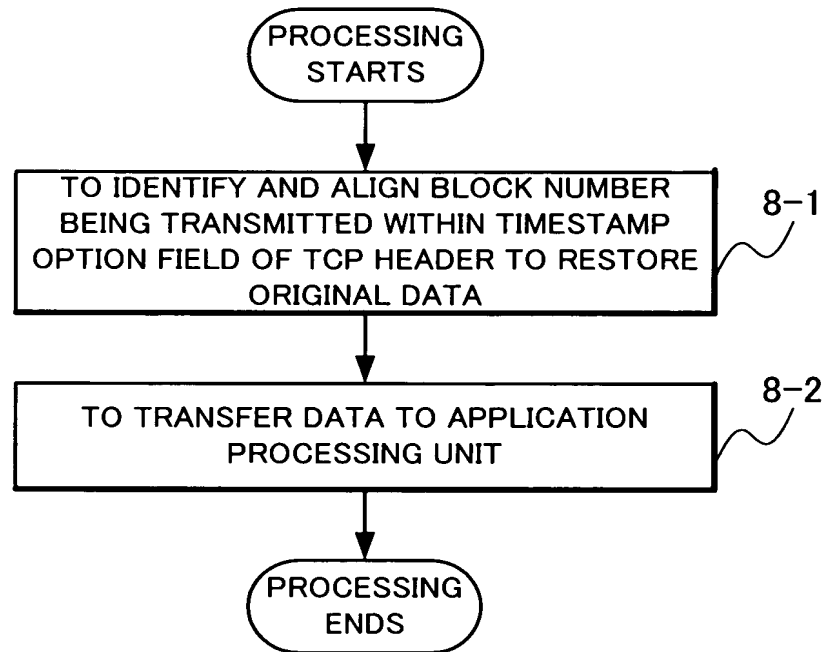 PROCESSING
STARTS
TO IDENTIFY AND ALIGN BLOCK NUMBER
BEING TRANSMITTED WITHIN TIMESTAMP
OPTION FIELD OF TCP HEADER TO RESTORE
ORIGINAL DATA
8-1
TO TRANSFER DATA TO APPLICATION
PROCESSING UNIT
8-2
PROCESSING
ENDS